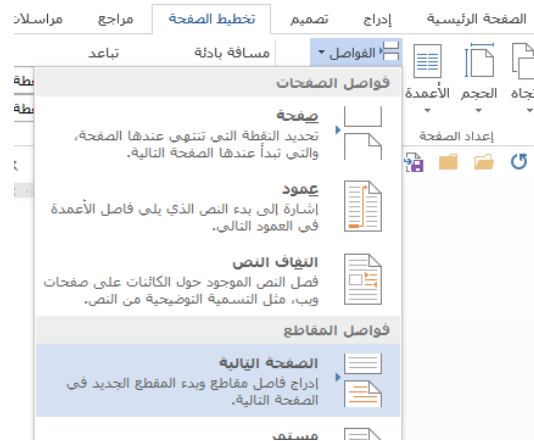 الصفحة الرئيسية إدراج تصميم تخطيط الصفحة مراجع مراسلات
الفواصل مسافة بادئة تباعد
الحجم الأعمدة
إعداد الصفحة
فواصل الصفحات
صفحة
تحديد النقطة التي تنتهي عندها الصفحة،
والتي تبدأ عندها الصفحة التالية.
عمود
إشارة إلى بدء النص الذي يلي فاصل الأعمدة
في العمود التالي.
التفاف النص
فصل النص الموجود حول الكائنات على صفحات
ويب، مثل التسمية التوضيحية من النص.
فواصل المقاطع
الصفحة التالية
إدراج فاصل مقاطع وبدء المقطع الجديد في
الصفحة التالية.
مستمر